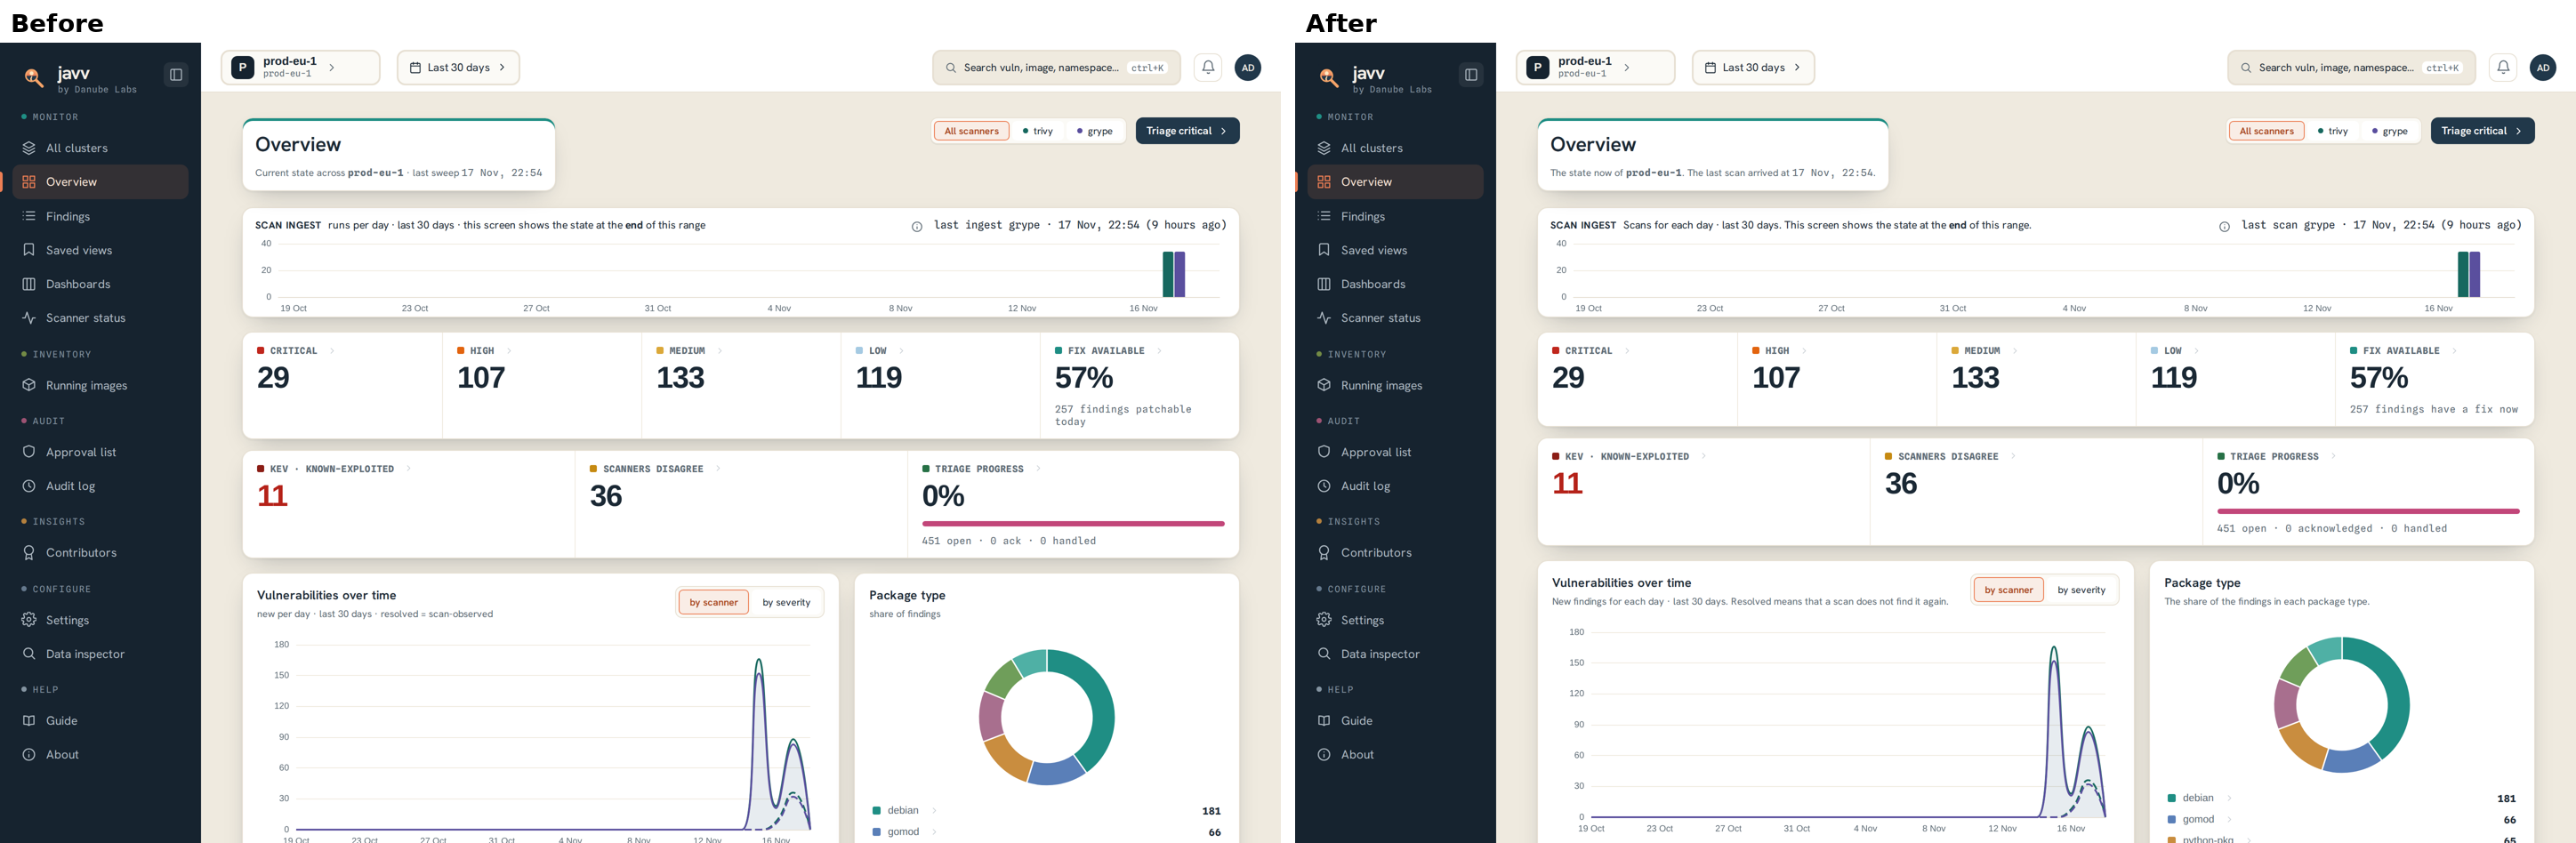 Before
javv
by Danube Labs
MONITOR
All clusters
Overview
Findings
Saved views
Dashboards
Scanner status
INVENTORY
Running images
AUDIT
Approval list
Audit log
INSIGHTS
Contributors
CONFIGURE
Settings
Data inspector
HELP
Guide
About
P prod-eu-1
prod-eu-1
Last 30 days
Search vuln, image, namespace... ctrl+K
AD
Overview
Current state across prod-eu-1 · last sweep 17 Nov, 22:54
All scanners trivy grype
Triage critical
SCAN INGEST runs per day · last 30 days · this screen shows the state at the end of this range
last ingest grype · 17 Nov, 22:54 (9 hours ago)
40
20
0
19 Oct 23 Oct 27 Oct 31 Oct 4 Nov 8 Nov 12 Nov 16 Nov
CRITICAL
29
HIGH
107
MEDIUM
133
LOW
119
FIX AVAILABLE
57%
257 findings patchable
today
KEV · KNOWN-EXPLOITED
11
SCANNERS DISAGREE
36
TRIAGE PROGRESS
0%
451 open · 0 ack · 0 handled
Vulnerabilities over time
new per day · last 30 days · resolved = scan-observed
by scanner by severity
180
150
120
90
60
30
0
19 Oct 23 Oct 27 Oct 31 Oct 4 Nov 8 Nov 12 Nov 16 Nov
Package type
share of findings
debian 181
gomod 66
After
javv
by Danube Labs
MONITOR
All clusters
Overview
Findings
Saved views
Dashboards
Scanner status
INVENTORY
Running images
AUDIT
Approval list
Audit log
INSIGHTS
Contributors
CONFIGURE
Settings
Data inspector
HELP
Guide
About
P prod-eu-1
prod-eu-1
Last 30 days
Search vuln, image, namespace... ctrl+K
AD
Overview
The state now of prod-eu-1. The last scan arrived at 17 Nov, 22:54.
All scanners trivy grype
Triage critical
SCAN INGEST Scans for each day · last 30 days. This screen shows the state at the end of this range.
last scan grype · 17 Nov, 22:54 (9 hours ago)
40
20
0
19 Oct 23 Oct 27 Oct 31 Oct 4 Nov 8 Nov 12 Nov 16 Nov
CRITICAL
29
HIGH
107
MEDIUM
133
LOW
119
FIX AVAILABLE
57%
257 findings have a fix now
KEV · KNOWN-EXPLOITED
11
SCANNERS DISAGREE
36
TRIAGE PROGRESS
0%
451 open · 0 acknowledged · 0 handled
Vulnerabilities over time
New findings for each day · last 30 days. Resolved means that a scan does not find it again.
by scanner by severity
180
150
120
90
60
30
0
19 Oct 23 Oct 27 Oct 31 Oct 4 Nov 8 Nov 12 Nov 16 Nov
Package type
The share of the findings in each package type.
debian 181
gomod 66
python-pkg 65